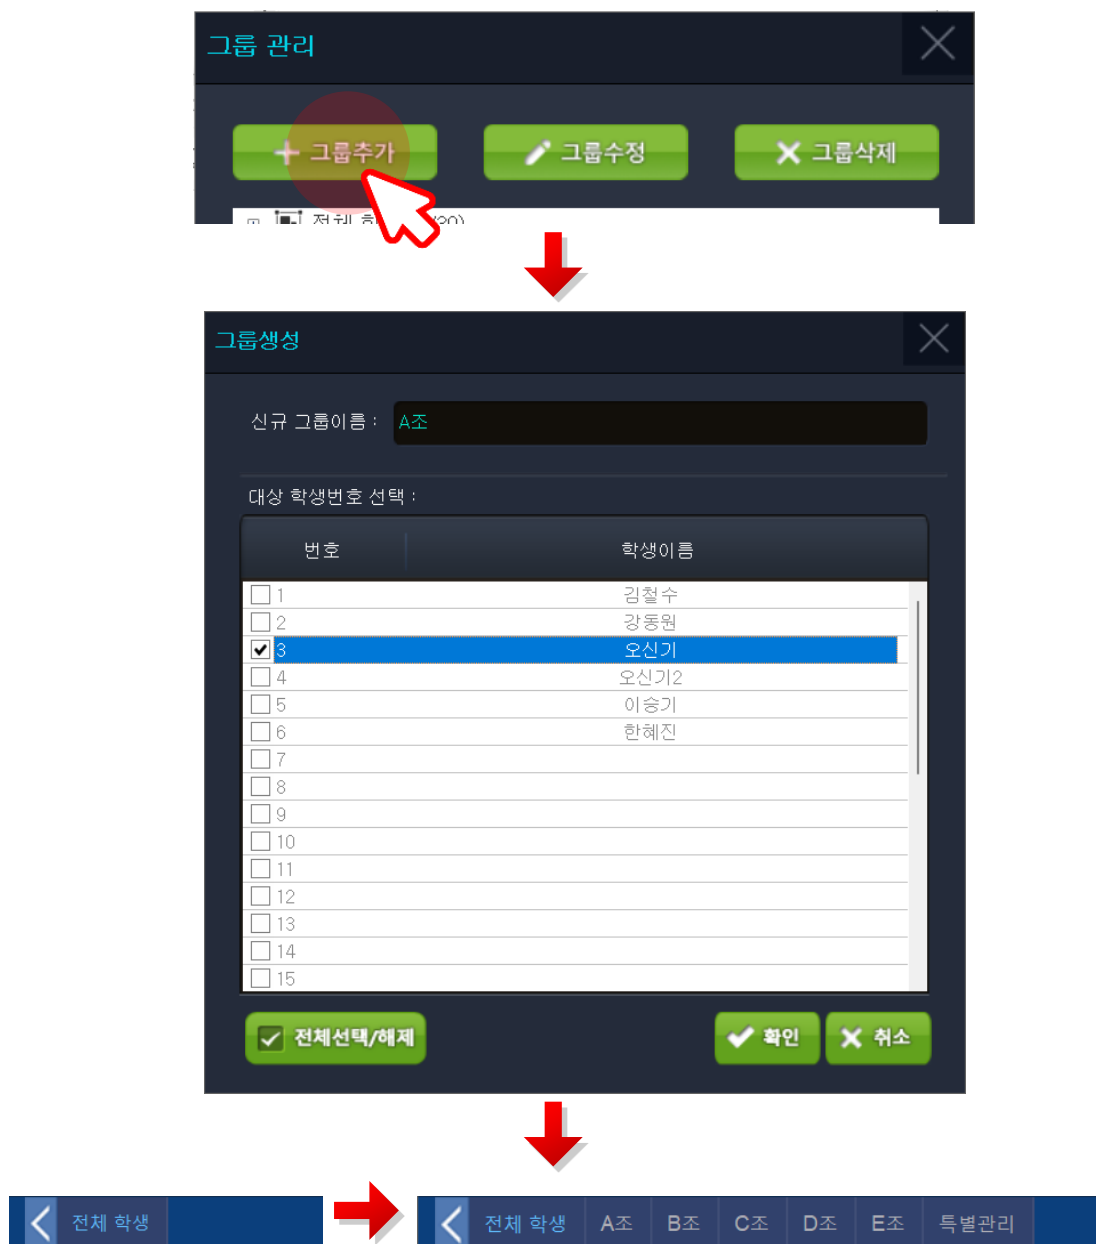 그룹 관리
그룹추가 그룹수정 그룹삭제
전체
그룹생성
신규 그룹이름 : A조
대상 학생번호 선택 :
번호 학생이름
1 김철수
2 강동원
3 오신기
4 오신기2
5 이승기
6 한혜진
7
8
9
10
11
12
13
14
15
전체선택/해제 확인 취소
전체 학생 전체 학생 A조 B조 C조 D조 E조 특별관리